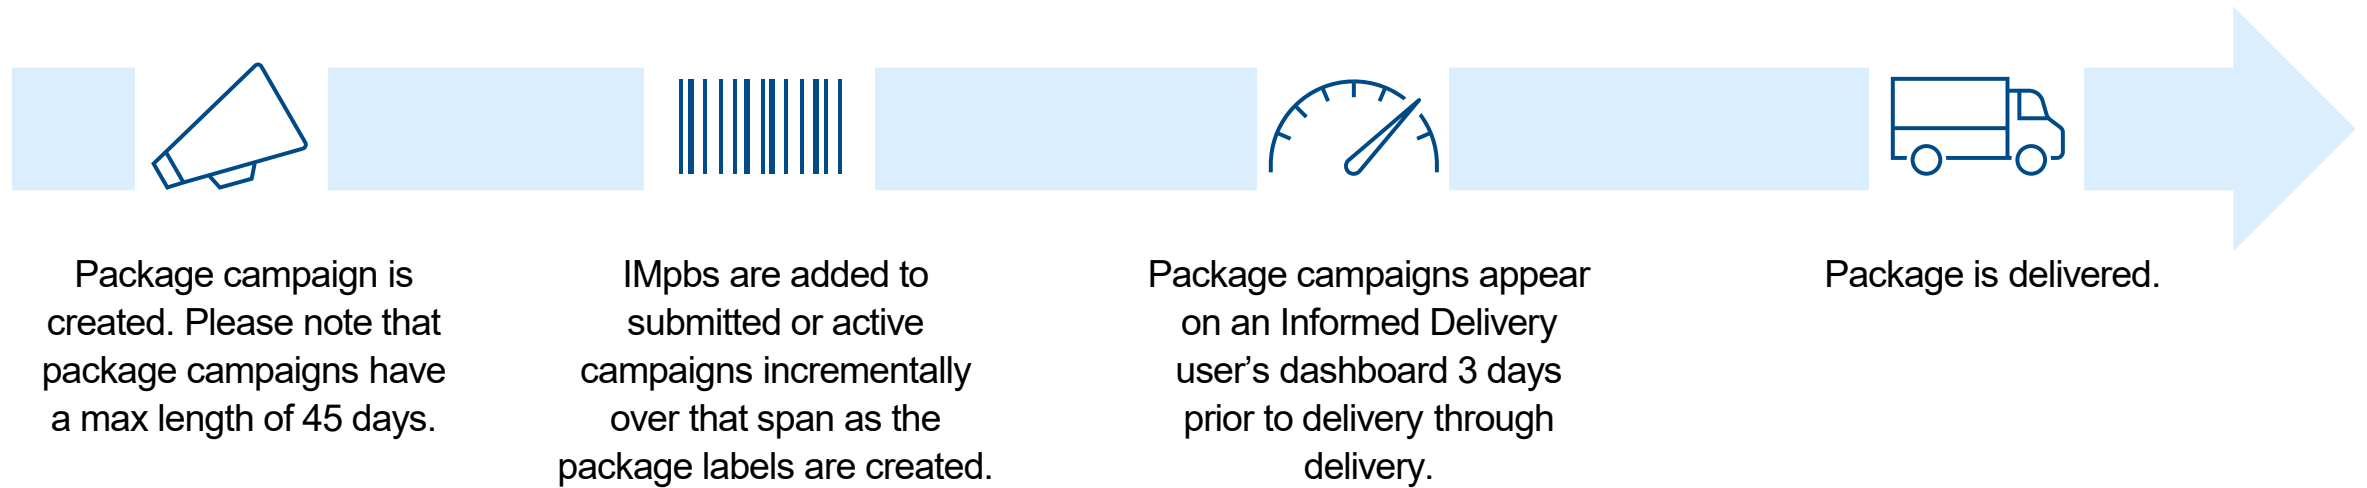 Package campaign is
created. Please note that
package campaigns have
a max length of 45 days.
IMpbs are added to
submitted or active
campaigns incrementally
over that span as the
package labels are created.
Package campaigns appear
on an Informed Delivery
user’s dashboard 3 days
prior to delivery through
delivery.
Package is delivered.